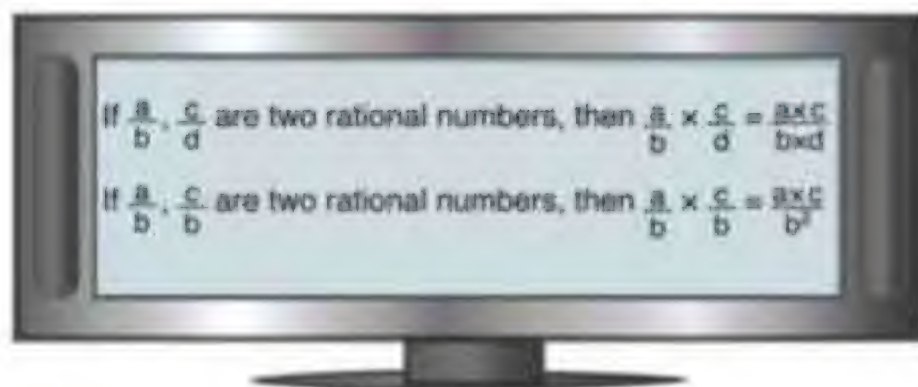 If a/b, c/d are two rational numbers, then a/b × c/d = a×c/b×d
If a/b, c/b are two rational numbers, then a/b × c/b = a×c/b²